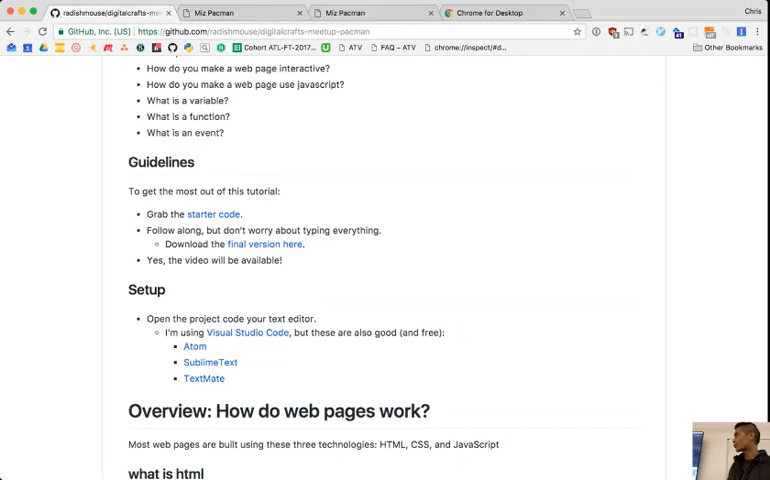 radishmouse/digitalcrafts-mee
Miz Pacman
Miz Pacman
Chrome for Desktop
Chris
GitHub, Inc. [US]
https://github.com/radishmouse/digitalcrafts-meetup-pacman
Cohort ATL-FT-2017...
ATV
FAQ – ATV
chrome://inspect/#d...
Other Bookmarks
How do you make a web page interactive?
How do you make a web page use javascript?
What is a variable?
What is a function?
What is an event?
Guidelines
To get the most out of this tutorial:
Grab the starter code.
Follow along, but don't worry about typing everything.
Download the final version here.
Yes, the video will be available!
Setup
Open the project code your text editor.
I'm using Visual Studio Code, but these are also good (and free):
Atom
SublimeText
TextMate
Overview: How do web pages work?
Most web pages are built using these three technologies: HTML, CSS, and JavaScript
what is html